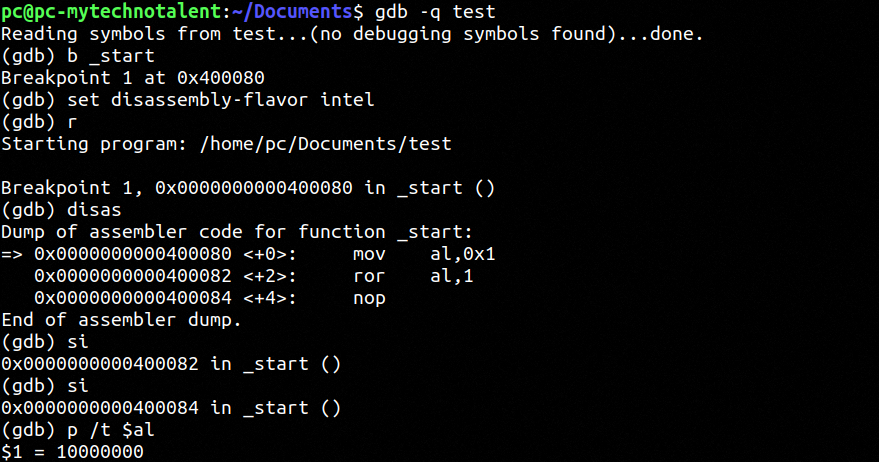 pc@pc-mytechnotalent:~/Documents$ gdb -q test
Reading symbols from test...(no debugging symbols found)...done.
(gdb) b _start
Breakpoint 1 at 0x400080
(gdb) set disassembly-flavor intel
(gdb) r
Starting program: /home/pc/Documents/test

Breakpoint 1, 0x0000000000400080 in _start ()
(gdb) disas
Dump of assembler code for function _start:
=> 0x0000000000400080 <+0>:     mov    al,0x1
   0x0000000000400082 <+2>:     ror    al,1
   0x0000000000400084 <+4>:     nop
End of assembler dump.
(gdb) si
0x0000000000400082 in _start ()
(gdb) si
0x0000000000400084 in _start ()
(gdb) p /t $al
$1 = 10000000